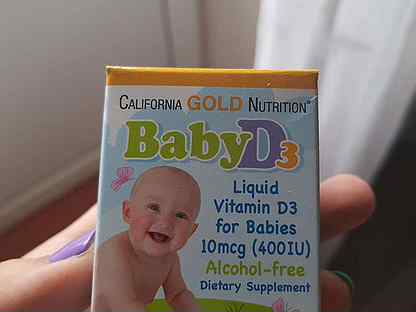 CALIFORNIA GOLD NUTRITION®
BabyD3
Liquid
Vitamin D3
for Babies
10mcg (400IU)
Alcohol-free
Dietary Supplement